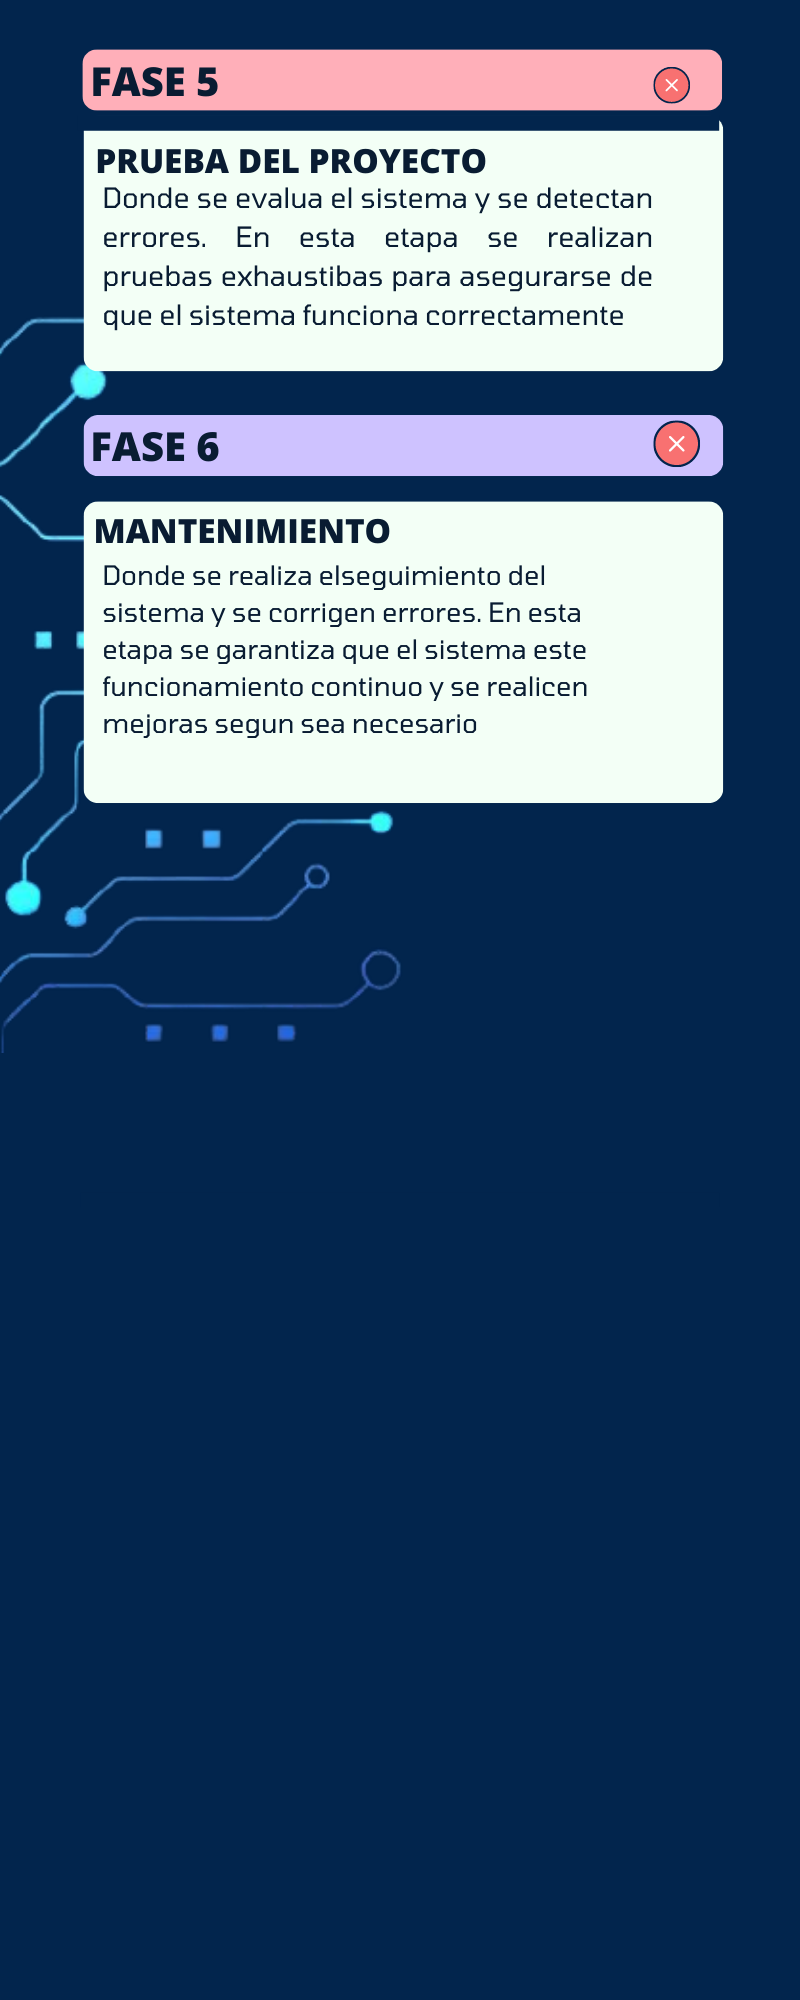 FASE 5
PRUEBA DEL PROYECTO
Donde se evalua el sistema y se detectan
errores. En esta etapa se realizan
pruebas exhaustibas para asegurarse de
que el sistema funciona correctamente
FASE 6
MANTENIMIENTO
Donde se realiza elseguimiento del
sistema y se corrigen errores. En esta
etapa se garantiza que el sistema este
funcionamiento continuo y se realicen
mejoras segun sea necesario